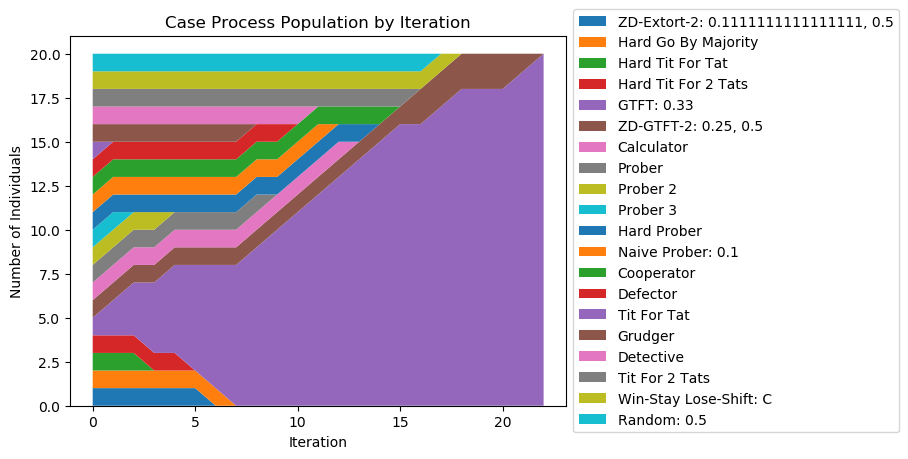 Case Process Population by Iteration
Number of Individuals
20.0
17.5
15.0
12.5
10.0
7.5
5.0
2.5
0.0
0 5 10 15 20
Iteration
ZD-Extort-2: 0.1111111111111111, 0.5
Hard Go By Majority
Hard Tit For Tat
Hard Tit For 2 Tats
GTFT: 0.33
ZD-GTFT-2: 0.25, 0.5
Calculator
Prober
Prober 2
Prober 3
Hard Prober
Naive Prober: 0.1
Cooperator
Defector
Tit For Tat
Grudger
Detective
Tit For 2 Tats
Win-Stay Lose-Shift: C
Random: 0.5